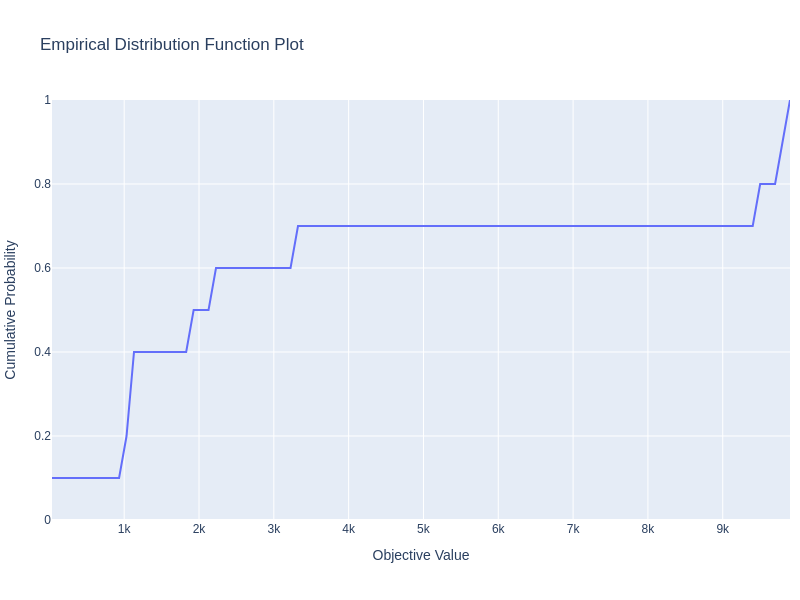 Empirical Distribution Function Plot
1
0.8
0.6
0.4
0.2
0
Cumulative Probability
1k 2k 3k 4k 5k 6k 7k 8k 9k
Objective Value